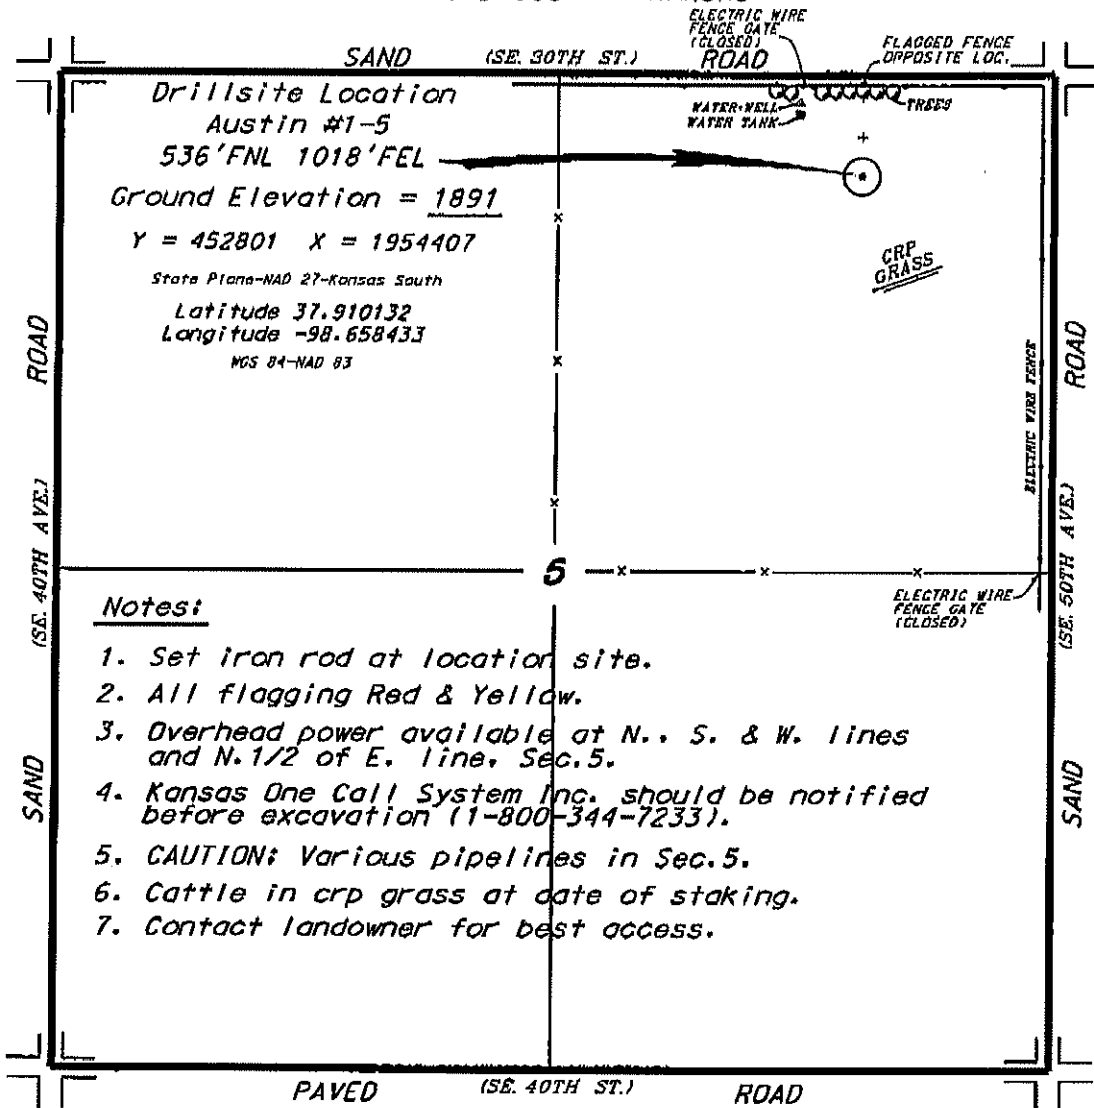 ELECTRIC WIRE
FENCE GATE
(CLOSED)
FLAGGED FENCE
OPPOSITE LOC.
SAND (SE. 30TH ST.) ROAD
TREES
WATER WELL
WATER TANK
Drillsite Location
Austin #1-5
536'FNL 1018'FEL
Ground Elevation = 1891
Y = 452801 X = 1954407
State Plane-NAD 27-Kansas South
Latitude 37.910132
Longitude -98.658433
WGS 84-NAD 83
CRP
GRASS
SAND (SE. 40TH AVE.) ROAD
ELECTRIC WIRE FENCE
SAND (SE. 50TH AVE.) ROAD
5
ELECTRIC WIRE
FENCE GATE
(CLOSED)
Notes:
1. Set iron rod at location site.
2. All flagging Red & Yellow.
3. Overhead power available at N., S. & W. lines
and N.1/2 of E. line, Sec.5.
4. Kansas One Call System Inc. should be notified
before excavation (1-800-344-7233).
5. CAUTION: Various pipelines in Sec.5.
6. Cattle in crp grass at date of staking.
7. Contact landowner for best access.
PAVED (SE. 40TH ST.) ROAD